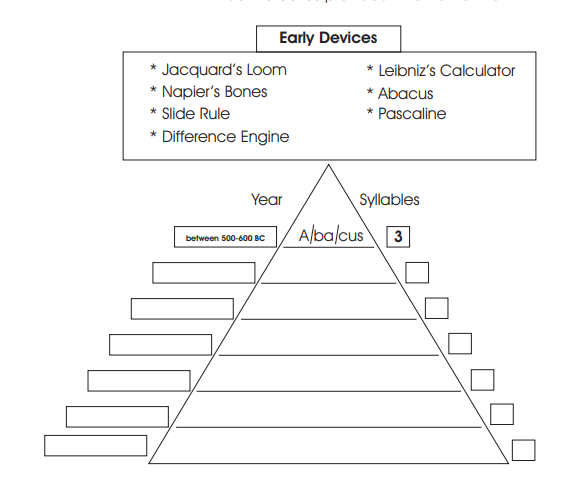 Early Devices
* Jacquard's Loom
* Napier's Bones
* Slide Rule
* Difference Engine
* Leibniz's Calculator
* Abacus
* Pascaline
Year
Syllables
between 500-600 BC
A/ba/cus
3